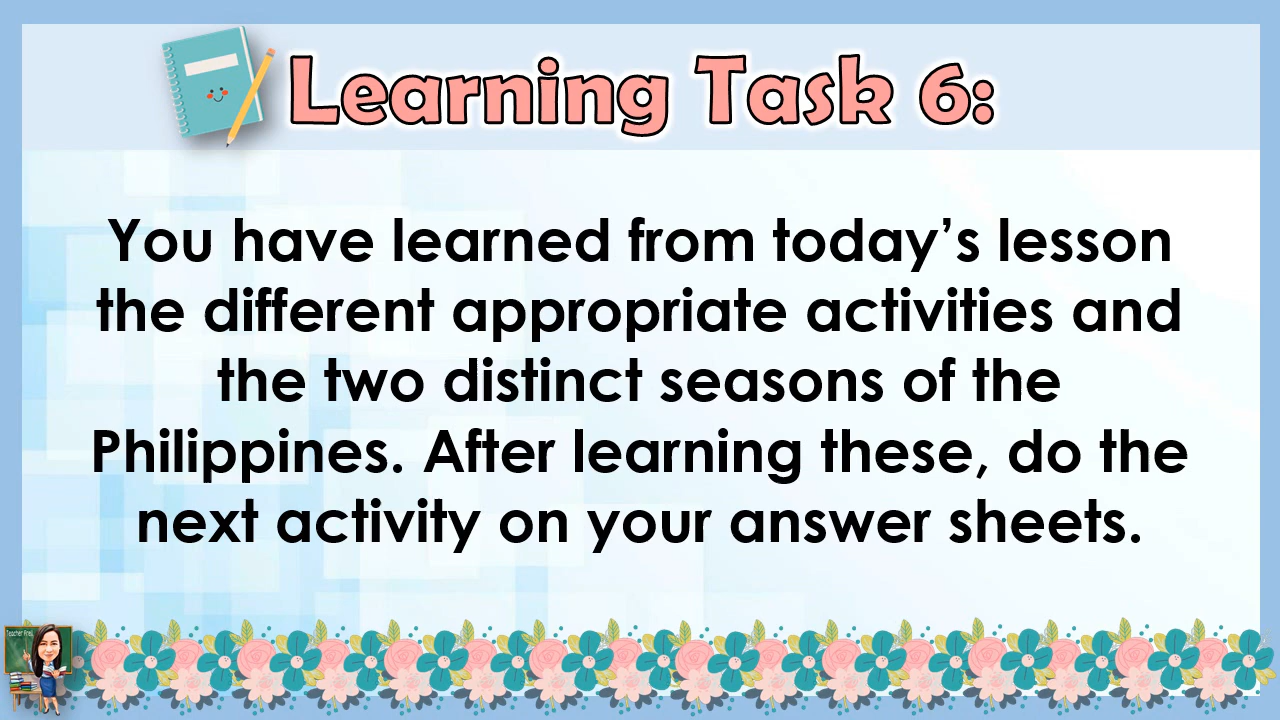 Learning Task 6:
You have learned from today’s lesson
the different appropriate activities and
the two distinct seasons of the
Philippines. After learning these, do the
next activity on your answer sheets.